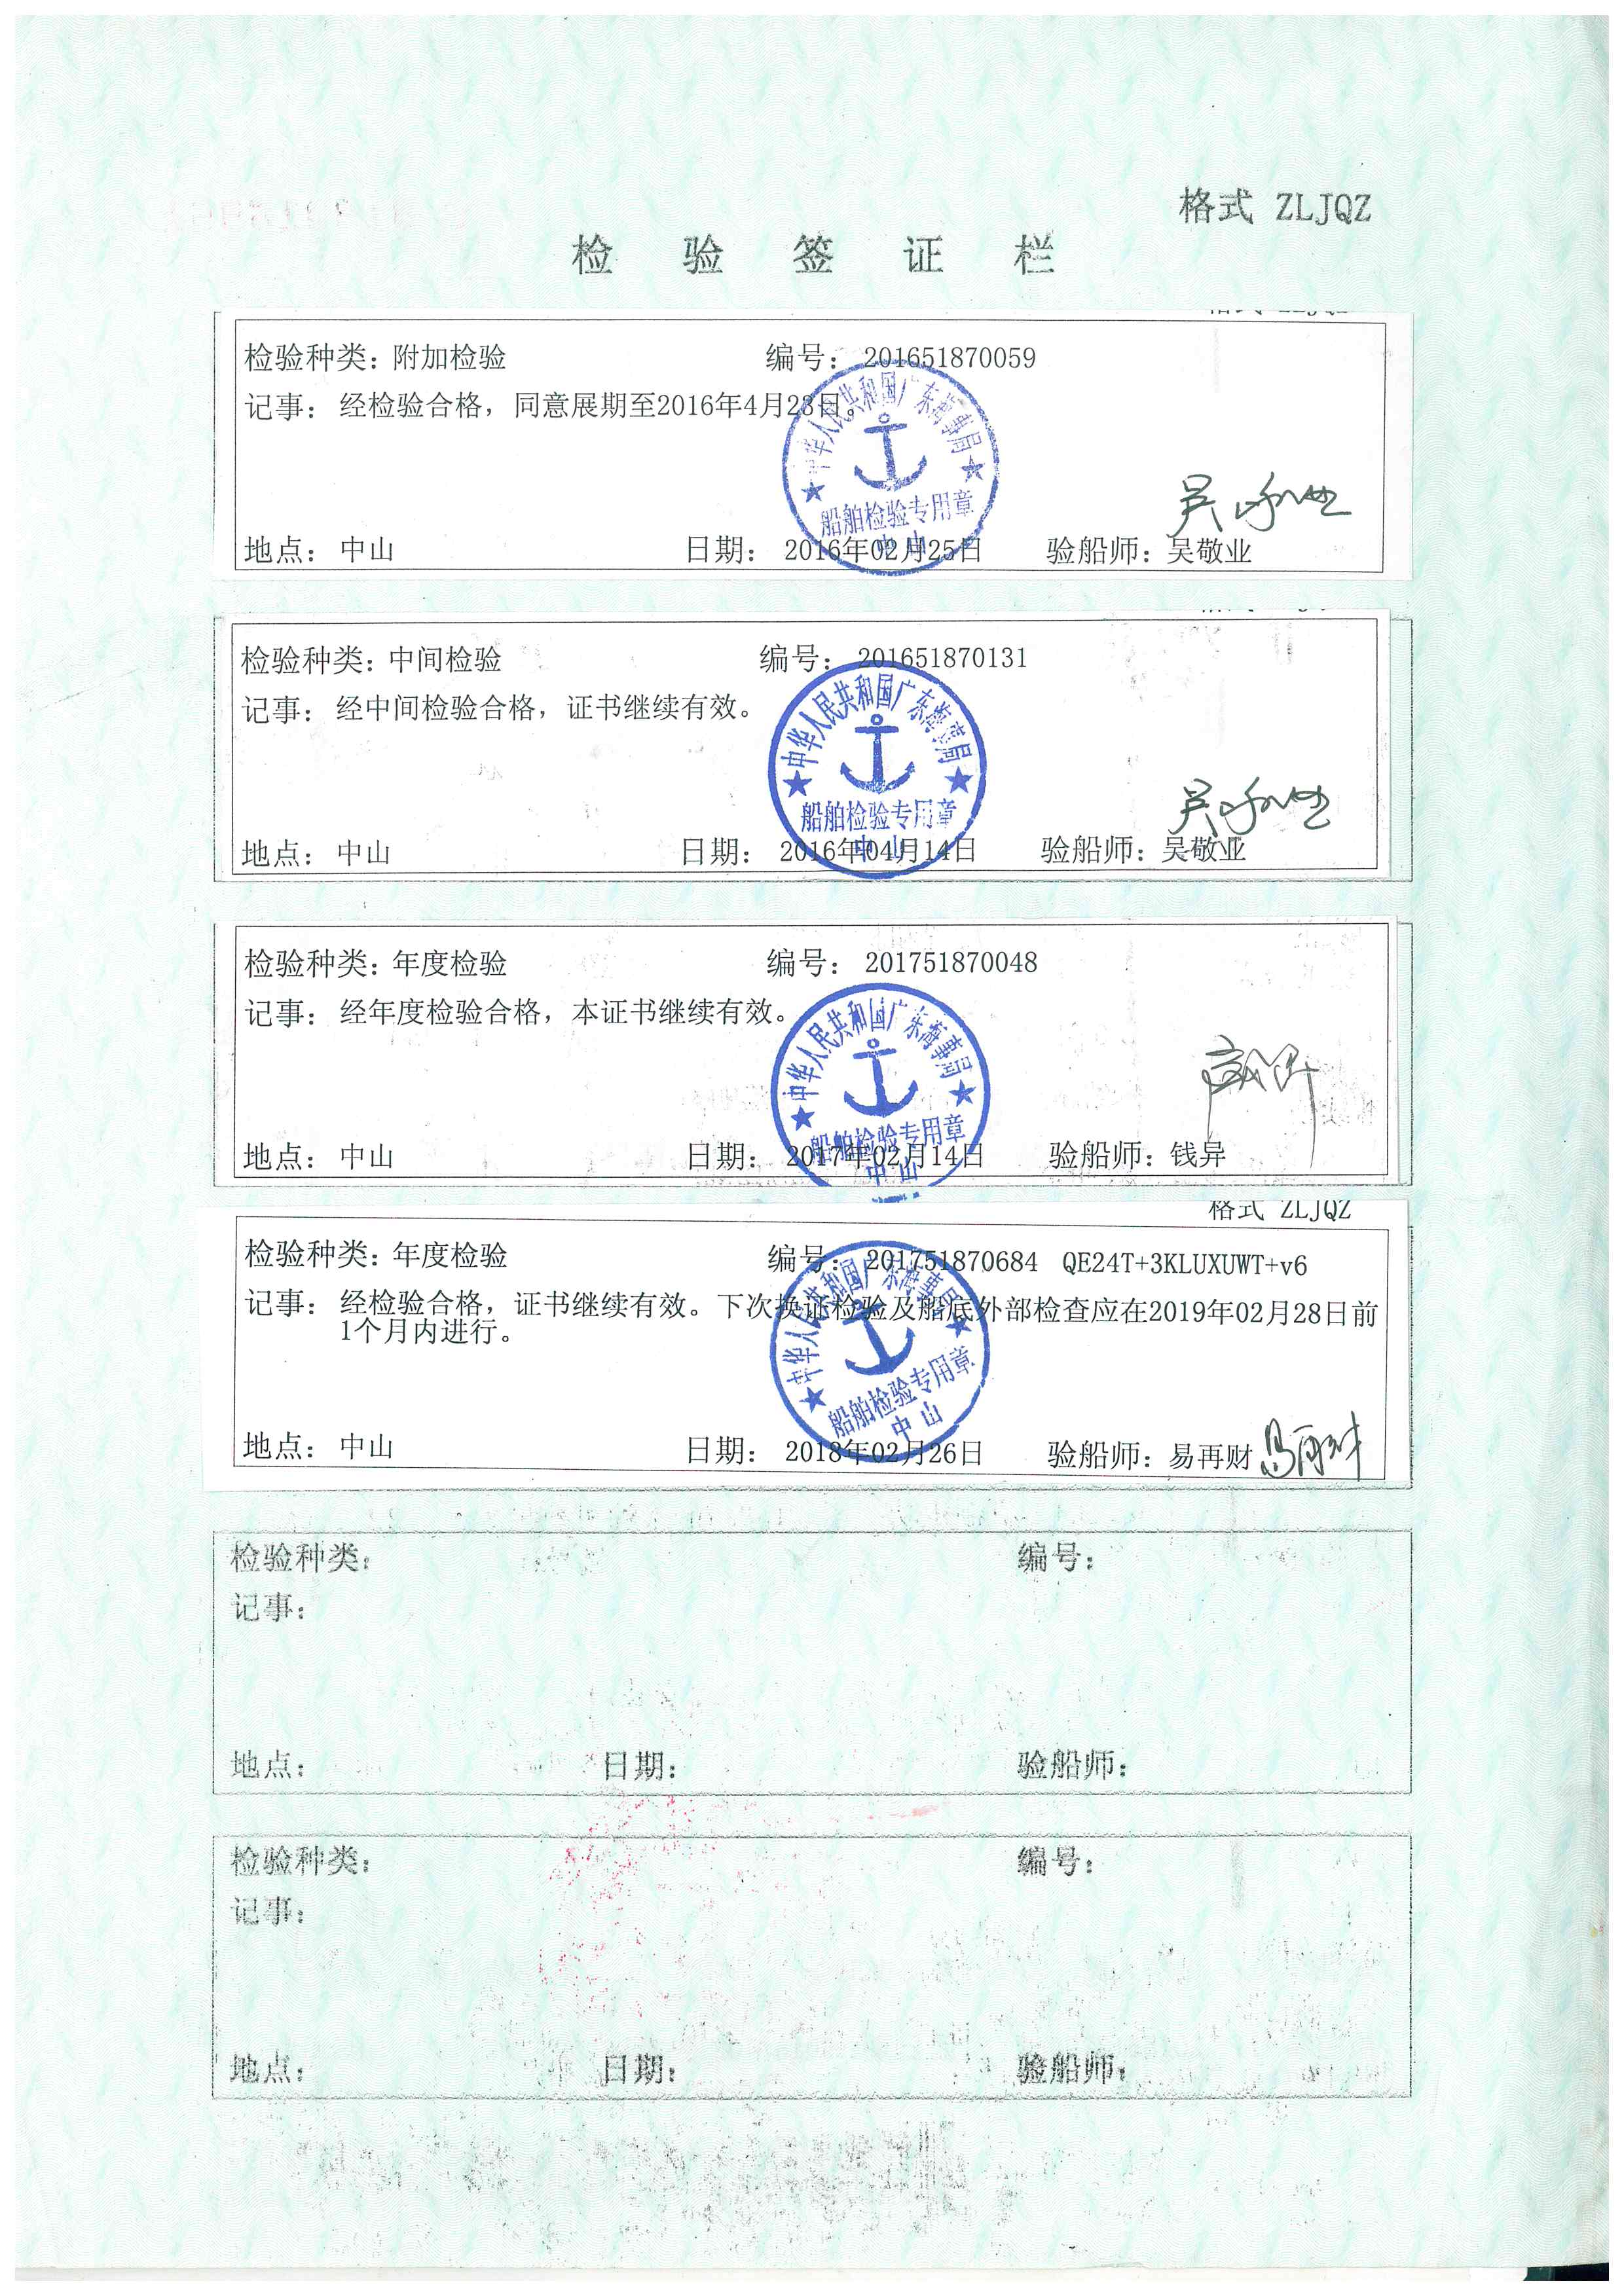 格式 ZLJQZ
检验签证栏
检验种类：附加检验 编号：201651870059
记事：经检验合格，同意展期至2016年4月23日。
中华人民共和国广东海事局
船舶检验专用章
中山
吴敬业
地点：中山 日期：2016年02月25日 验船师：吴敬业
检验种类：中间检验 编号：201651870131
记事：经中间检验合格，证书继续有效。
中华人民共和国广东海事局
船舶检验专用章
中山
吴敬业
地点：中山 日期：2016年04月14日 验船师：吴敬业
检验种类：年度检验 编号：201751870048
记事：经年度检验合格，本证书继续有效。
中华人民共和国广东海事局
船舶检验专用章
中山
地点：中山 日期：2017年02月14日 验船师：钱异
格式 ZLJQZ
检验种类：年度检验 编号：201751870684 QE24T+3KLUXUWT+v6
记事：经检验合格，证书继续有效。下次换证检验及船底外部检查应在2019年02月28日前
1个月内进行。
中华人民共和国广东海事局
船舶检验专用章
中山
地点：中山 日期：2018年02月26日 验船师：易再财 易再财
检验种类： 编号：
记事：
地点： 日期： 验船师：
检验种类： 编号：
记事：
地点： 日期： 验船师：